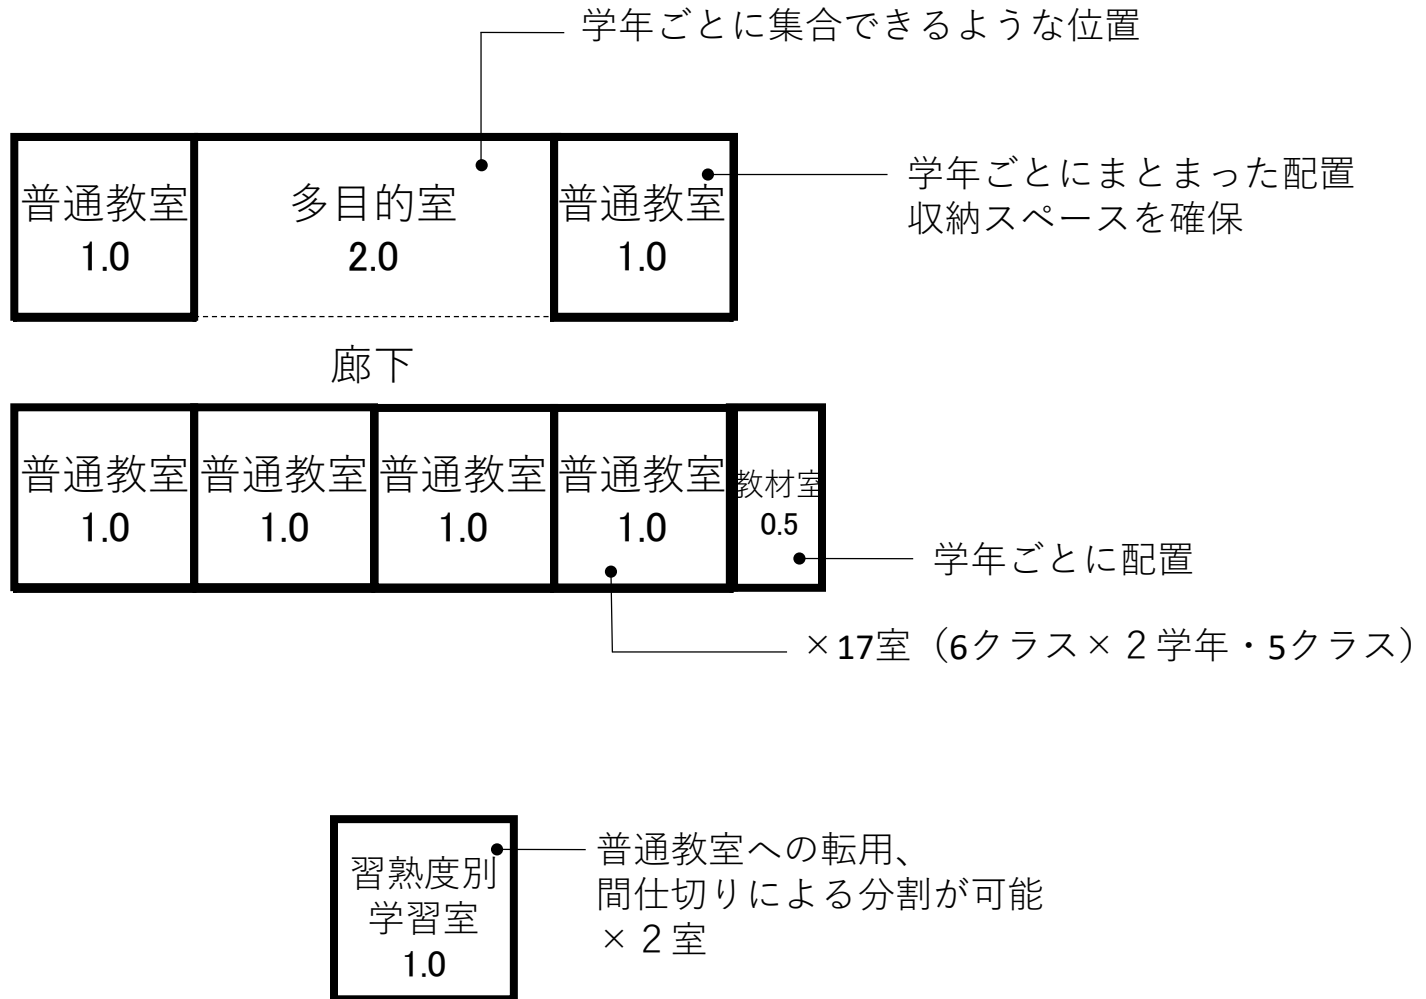 学年ごとに集合できるような位置
普通教室
1.0
多目的室
2.0
普通教室
1.0
学年ごとにまとまった配置
収納スペースを確保
廊下
普通教室
1.0
普通教室
1.0
普通教室
1.0
普通教室
1.0
教材室
0.5
学年ごとに配置
×17室（6クラス×２学年・5クラス）
習熟度別
学習室
1.0
普通教室への転用、
間仕切りによる分割が可能
×２室